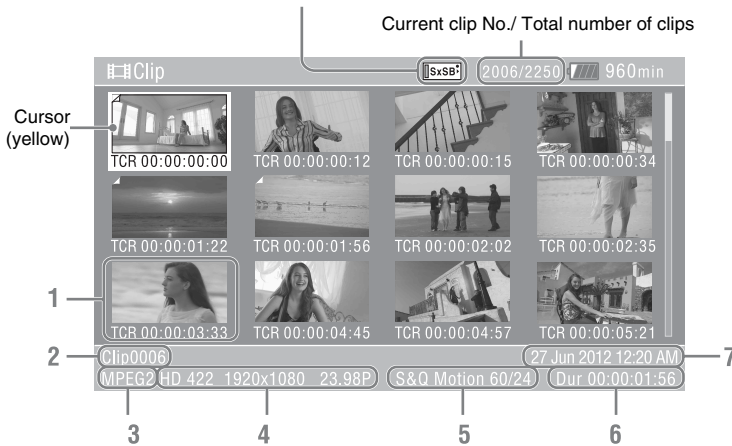 Current clip No./ Total number of clips
Clip SxSB 2006/2250 960min
Cursor
(yellow)
TCR 00:00:00:00 TCR 00:00:00:12 TCR 00:00:00:15 TCR 00:00:00:34
TCR 00:00:01:22 TCR 00:00:01:56 TCR 00:00:02:02 TCR 00:00:02:35
1
TCR 00:00:03:33 TCR 00:00:04:45 TCR 00:00:04:57 TCR 00:00:05:21
2 Clip0006 27 Jun 2012 12:20 AM 7
MPEG2 HD 422 1920x1080 23.98P S&Q Motion 60/24 Dur 00:00:01:56
3 4 5 6